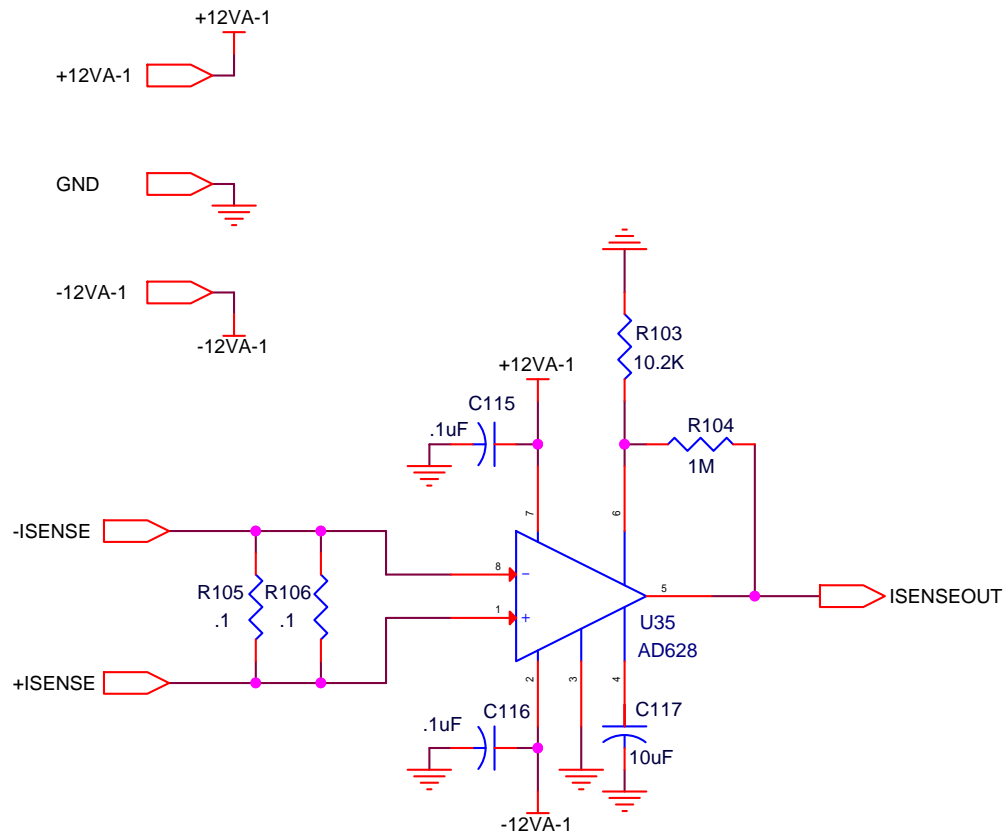 +12VA-1
+12VA-1
GND
-12VA-1
-12VA-1
R103
10.2K
+12VA-1
C115
.1uF
R104
1M
7
6
-ISENSE
8
−
R105
.1
R106
.1
1
+
5
ISENSEOUT
U35
AD628
+ISENSE
2
3
4
C116
.1uF
C117
10uF
-12VA-1